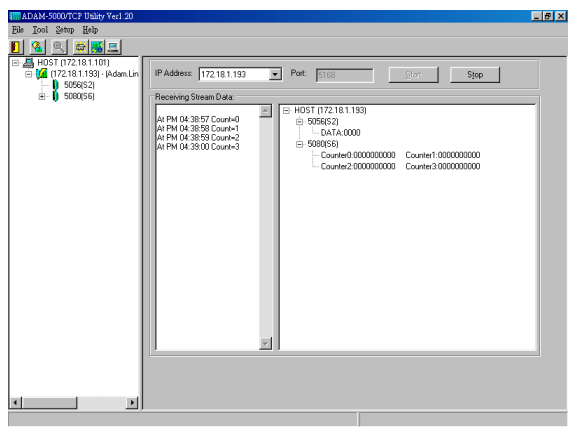 ADAM-5000/TCP Utility Ver1.20
File Tool Setup Help
HOST (172.18.1.101)
(172.18.1.193) - (Adam.Lin
5056(S2)
5080(S6)
IP Address: 172.18.1.193 Port: 5168 Start Stop
Receiving Stream Data:
At PM 04:38:57 Count=0
At PM 04:38:58 Count=1
At PM 04:38:59 Count=2
At PM 04:39:00 Count=3
HOST (172.18.1.193)
5056(S2)
DATA:0000
5080(S6)
Counter0:0000000000 Counter1:0000000000
Counter2:0000000000 Counter3:0000000000